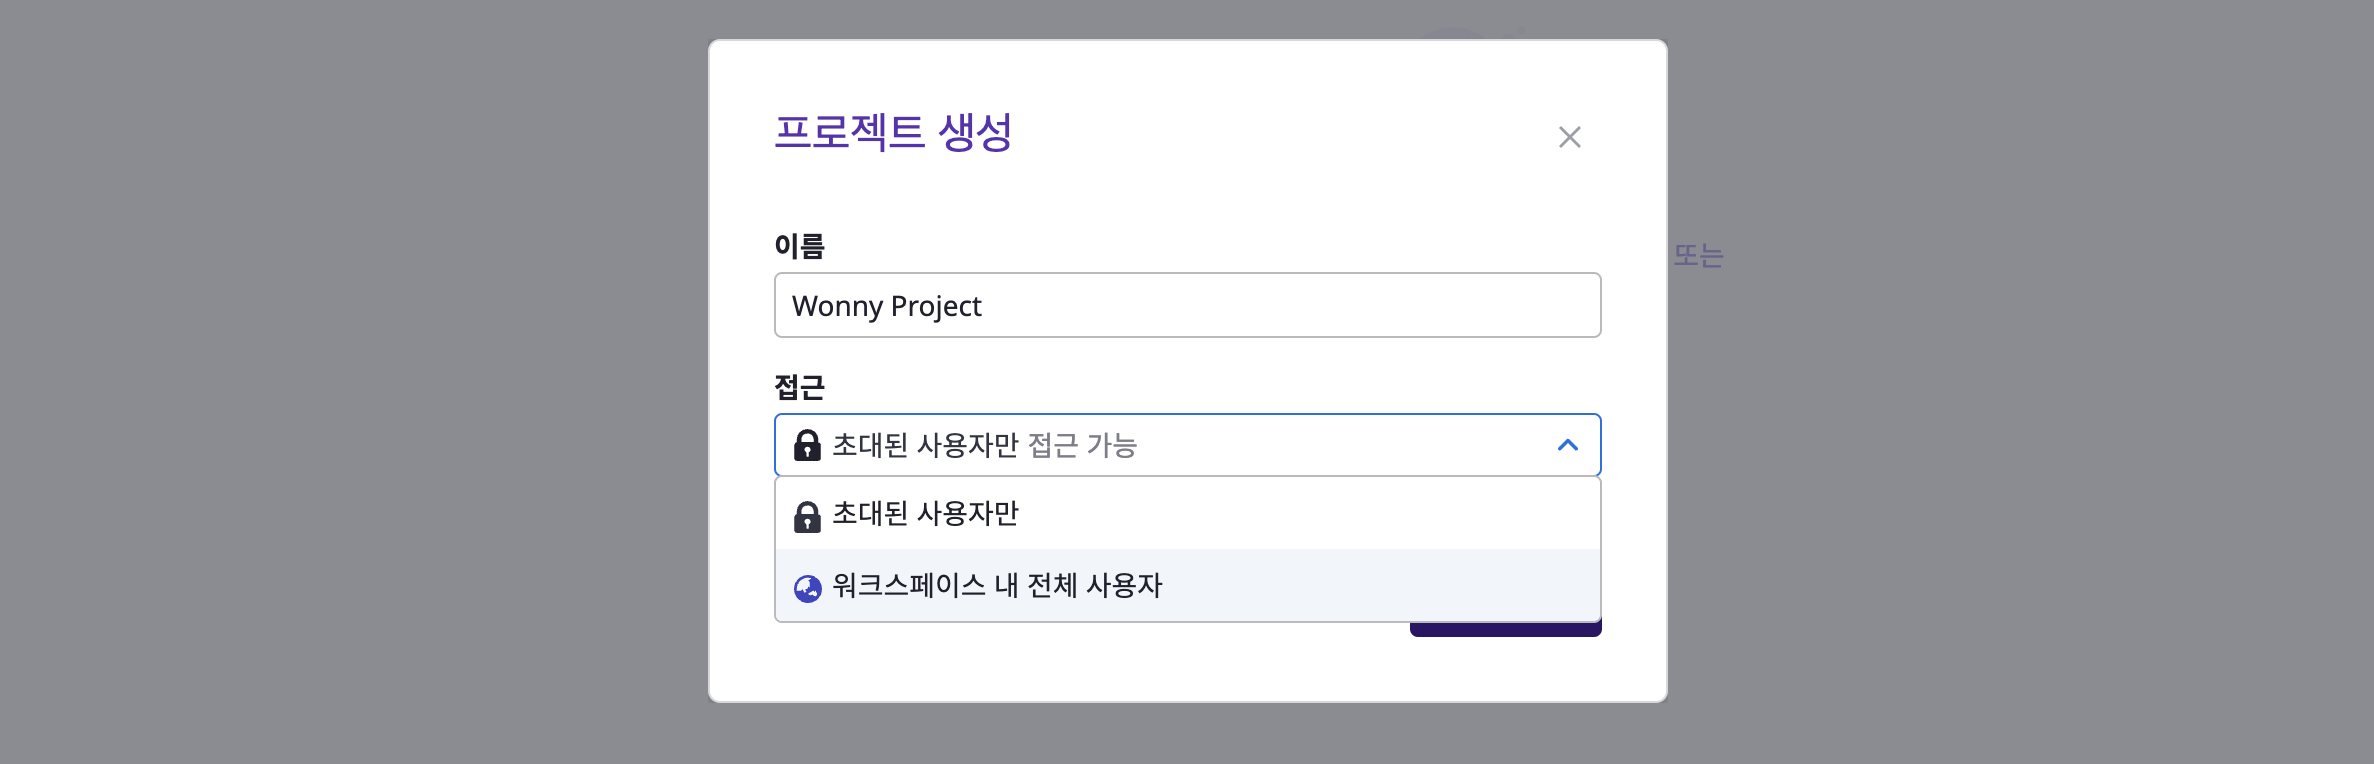 프로젝트 생성
이름
Wonny Project
또는
접근
초대된 사용자만 접근 가능
초대된 사용자만
워크스페이스 내 전체 사용자